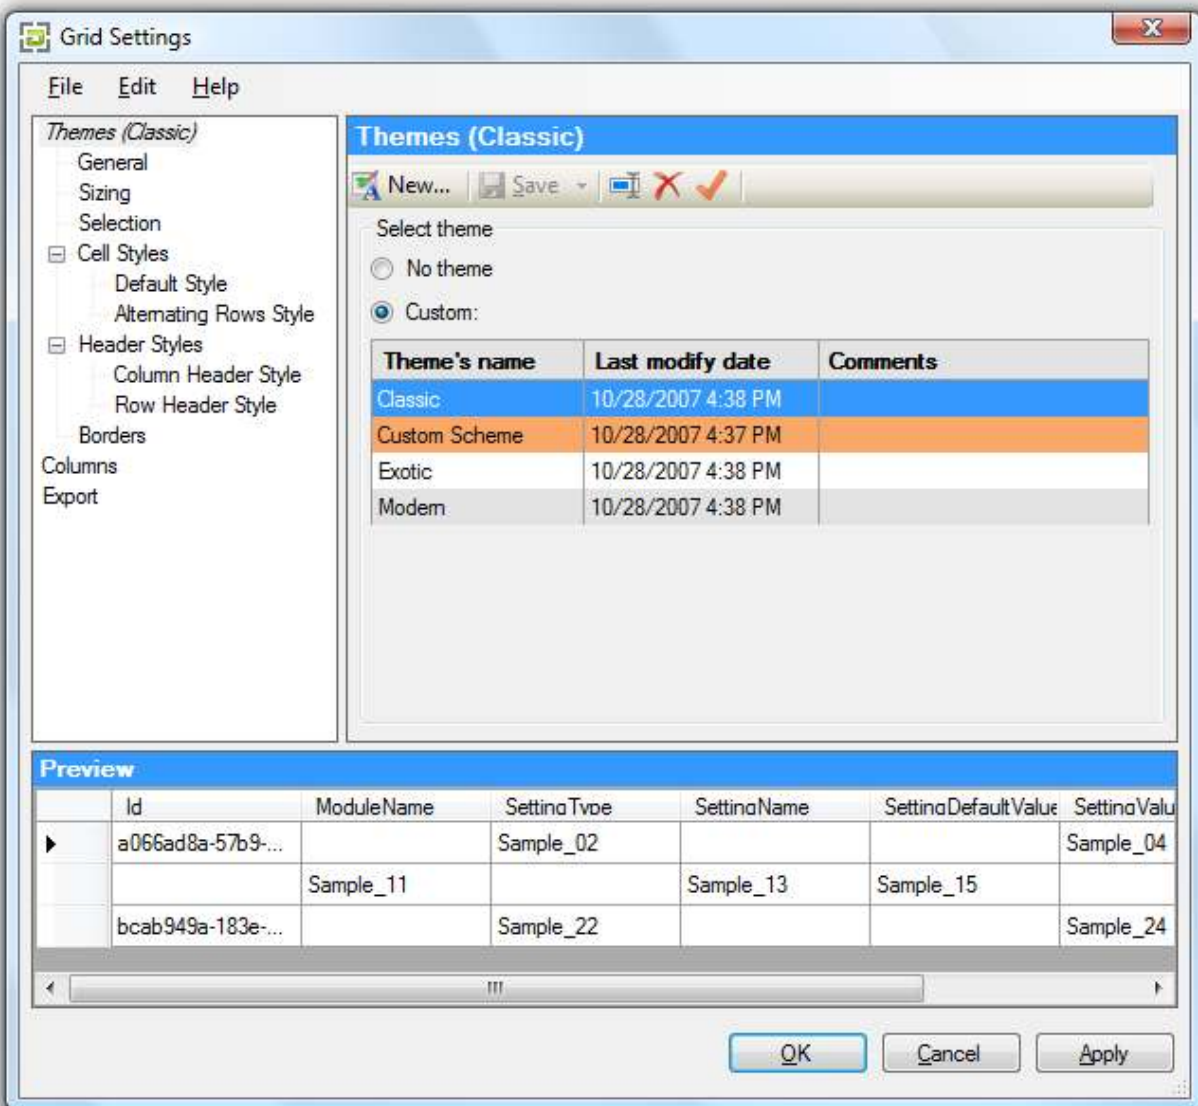 Grid Settings
File Edit Help
Themes (Classic)
General
Sizing
Selection
Cell Styles
Default Style
Alternating Rows Style
Header Styles
Column Header Style
Row Header Style
Borders
Columns
Export
Themes (Classic)
New... Save
Select theme
No theme
Custom:
Theme's name Last modify date Comments
Classic 10/28/2007 4:38 PM
Custom Scheme 10/28/2007 4:37 PM
Exotic 10/28/2007 4:38 PM
Modern 10/28/2007 4:38 PM
Preview
Id ModuleName SettingType SettingName SettingDefaultValue SettingValu
a066ad8a-57b9-... Sample_02 Sample_04
Sample_11 Sample_13 Sample_15
bcab949a-183e-... Sample_22 Sample_24
OK Cancel Apply